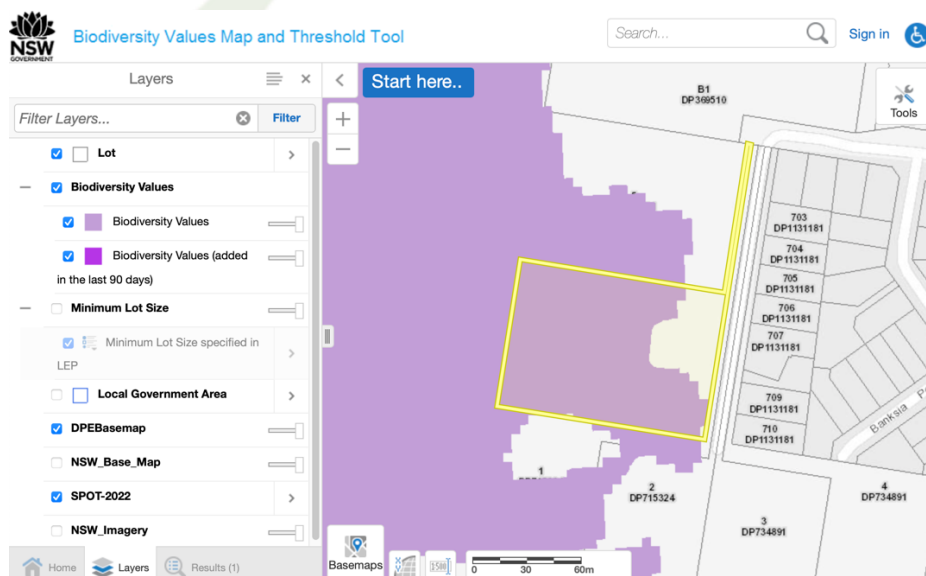 NSW
GOVERNMENT
Biodiversity Values Map and Threshold Tool
Search...
Sign in
Layers
Filter Layers...
Filter
Lot
Biodiversity Values
Biodiversity Values
Biodiversity Values (added
in the last 90 days)
Minimum Lot Size
Minimum Lot Size specified in
LEP
Local Government Area
DPEBasemap
NSW_Base_Map
SPOT-2022
NSW_Imagery
Home
Layers
Results (1)
Start here..
Tools
B1
DP369510
703
DP1131181
704
DP1131181
705
DP1131181
706
DP1131181
707
DP1131181
709
DP1131181
710
DP1131181
Banksia
1
2
DP715324
3
DP734891
4
DP734891
Basemaps
0 30 60m